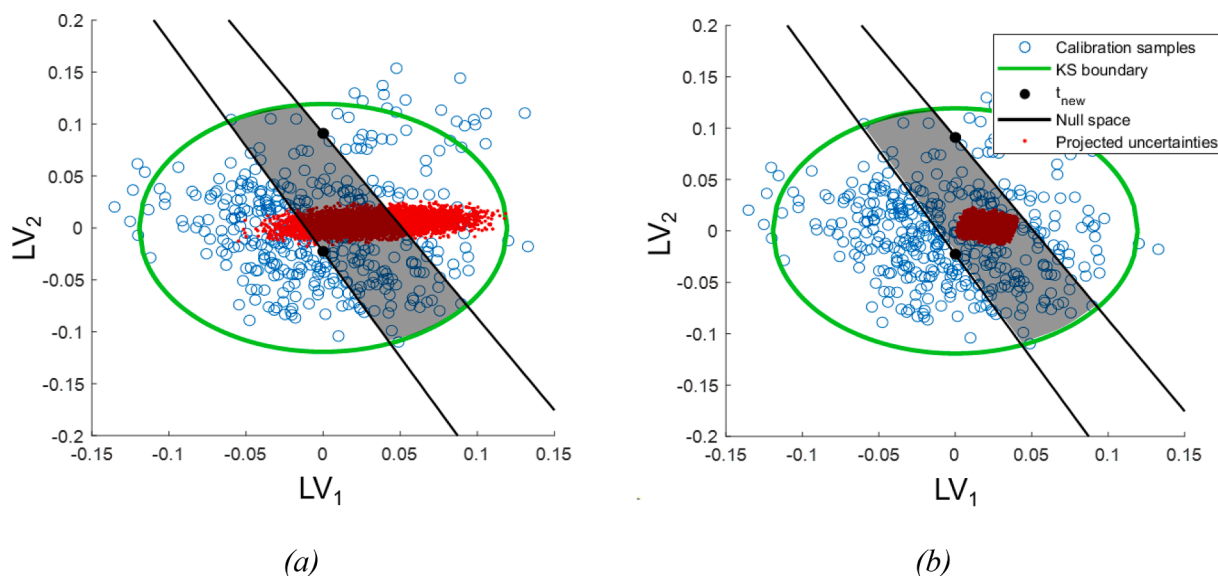 0.2
0.15
0.1
0.05
0
-0.05
-0.1
-0.15
-0.2
LV2
-0.15 -0.1 -0.05 0 0.05 0.1 0.15
LV1
(a)
0.2
0.15
0.1
0.05
0
-0.05
-0.1
-0.15
-0.2
LV2
-0.15 -0.1 -0.05 0 0.05 0.1 0.15
LV1
Calibration samples
KS boundary
tnew
Null space
Projected uncertainties
(b)